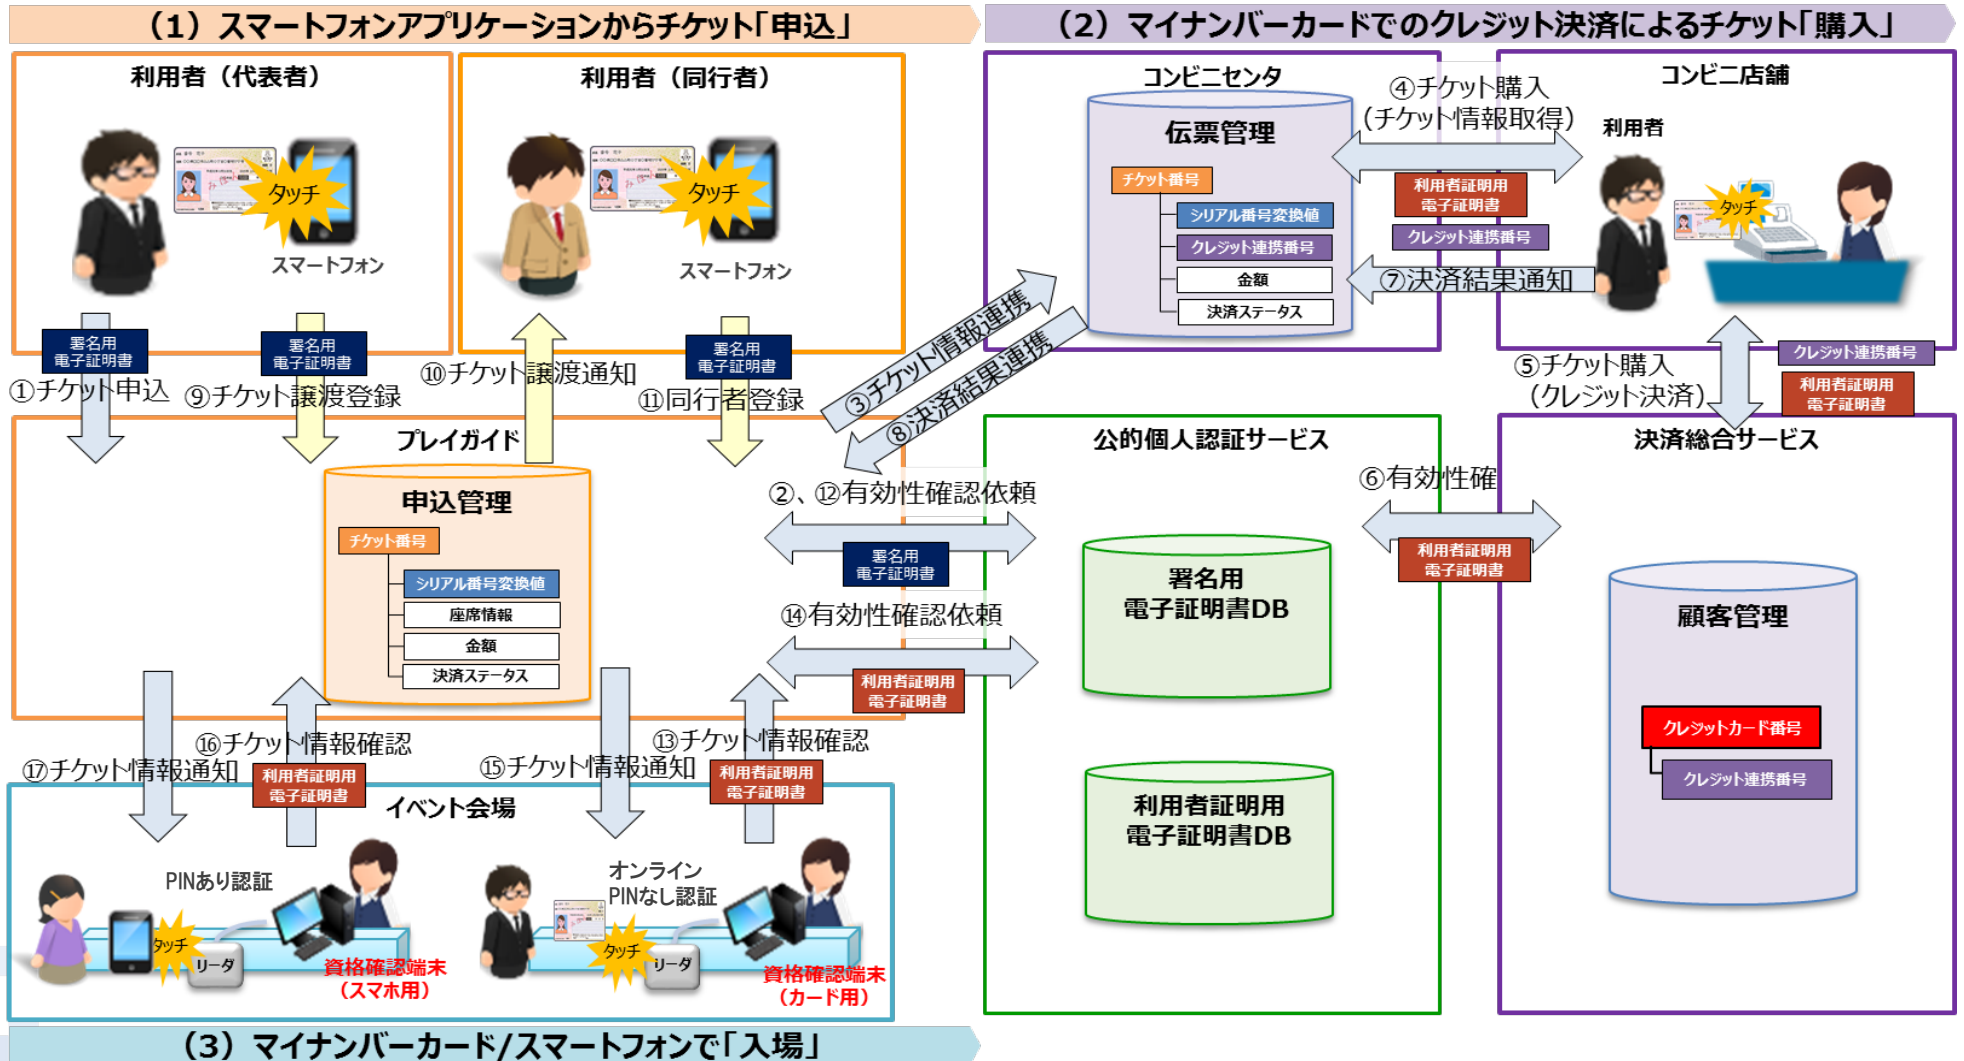 （1）スマートフォンアプリケーションからチケット「申込」
（2）マイナンバーカードでのクレジット決済によるチケット「購入」
利用者（代表者）
タッチ
スマートフォン
利用者（同行者）
タッチ
スマートフォン
コンビニセンタ
伝票管理
チケット番号
シリアル番号変換値
クレジット連携番号
金額
決済ステータス
④チケット購入
（チケット情報取得）
利用者証明用
電子証明書
クレジット連携番号
⑦決済結果通知
コンビニ店舗
利用者
タッチ
署名用
電子証明書
①チケット申込
署名用
電子証明書
⑨チケット譲渡登録
⑩チケット譲渡通知
署名用
電子証明書
⑪同行者登録
③チケット情報連携
⑧決済結果連携
⑤チケット購入
（クレジット決済）
クレジット連携番号
利用者証明用
電子証明書
プレイガイド
申込管理
チケット番号
シリアル番号変換値
座席情報
金額
決済ステータス
②、⑫有効性確認依頼
署名用
電子証明書
⑭有効性確認依頼
利用者証明用
電子証明書
公的個人認証サービス
署名用
電子証明書DB
利用者証明用
電子証明書DB
⑥有効性確
利用者証明用
電子証明書
決済総合サービス
顧客管理
クレジットカード番号
クレジット連携番号
⑰チケット情報通知
⑯チケット情報確認
利用者証明用
電子証明書
⑮チケット情報通知
⑬チケット情報確認
利用者証明用
電子証明書
イベント会場
PINあり認証
タッチ
リーダ
資格確認端末
（スマホ用）
オンライン
PINなし認証
タッチ
リーダ
資格確認端末
（カード用）
（3）マイナンバーカード/スマートフォンで「入場」